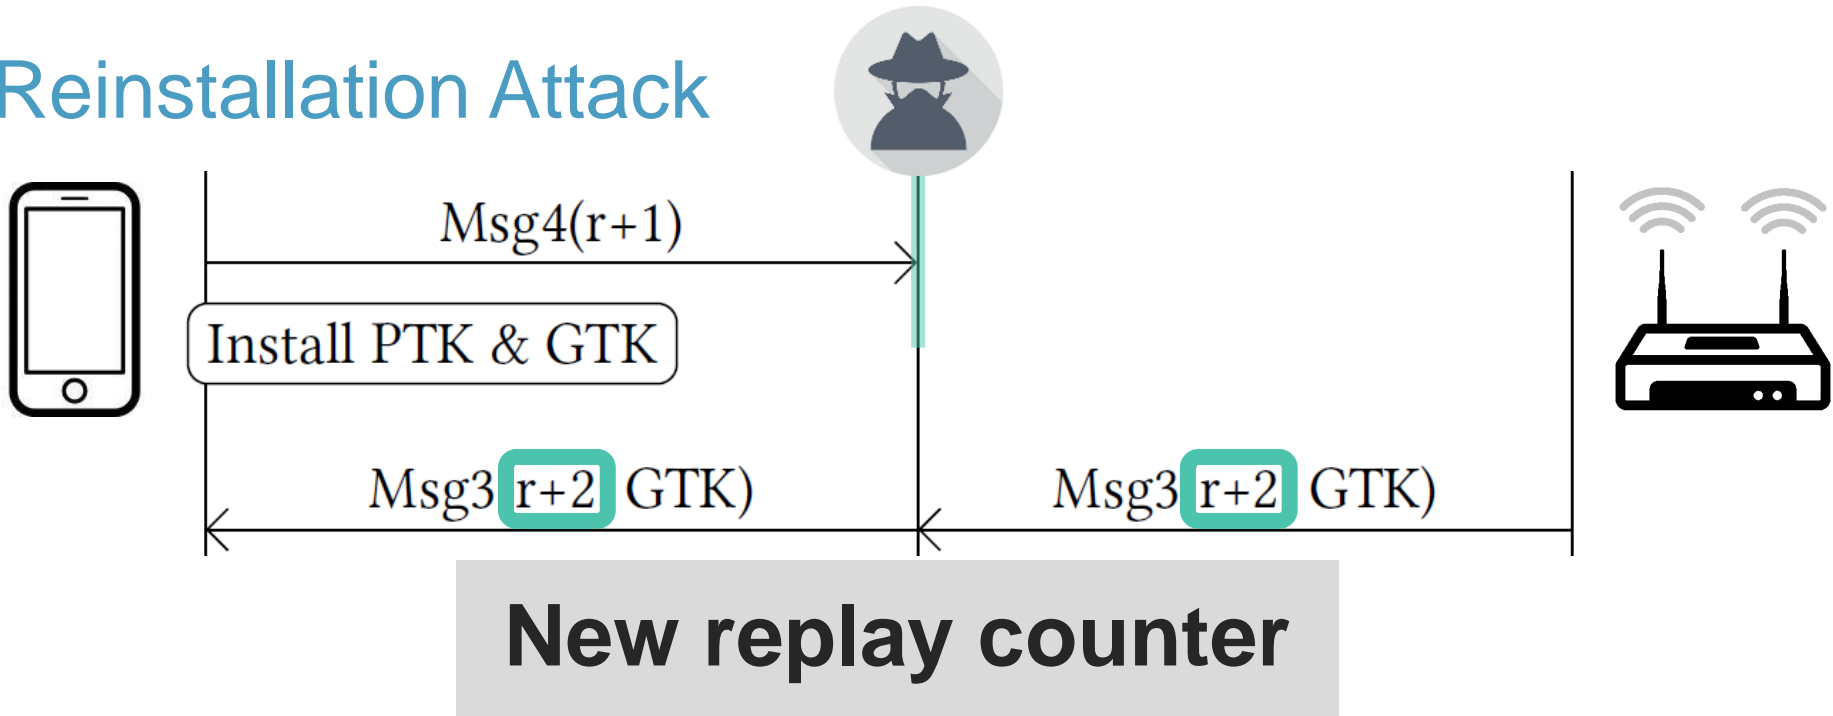 Reinstallation Attack
Msg4(r+1)
Install PTK & GTK
Msg3 r+2 GTK)
Msg3 r+2 GTK)
New replay counter